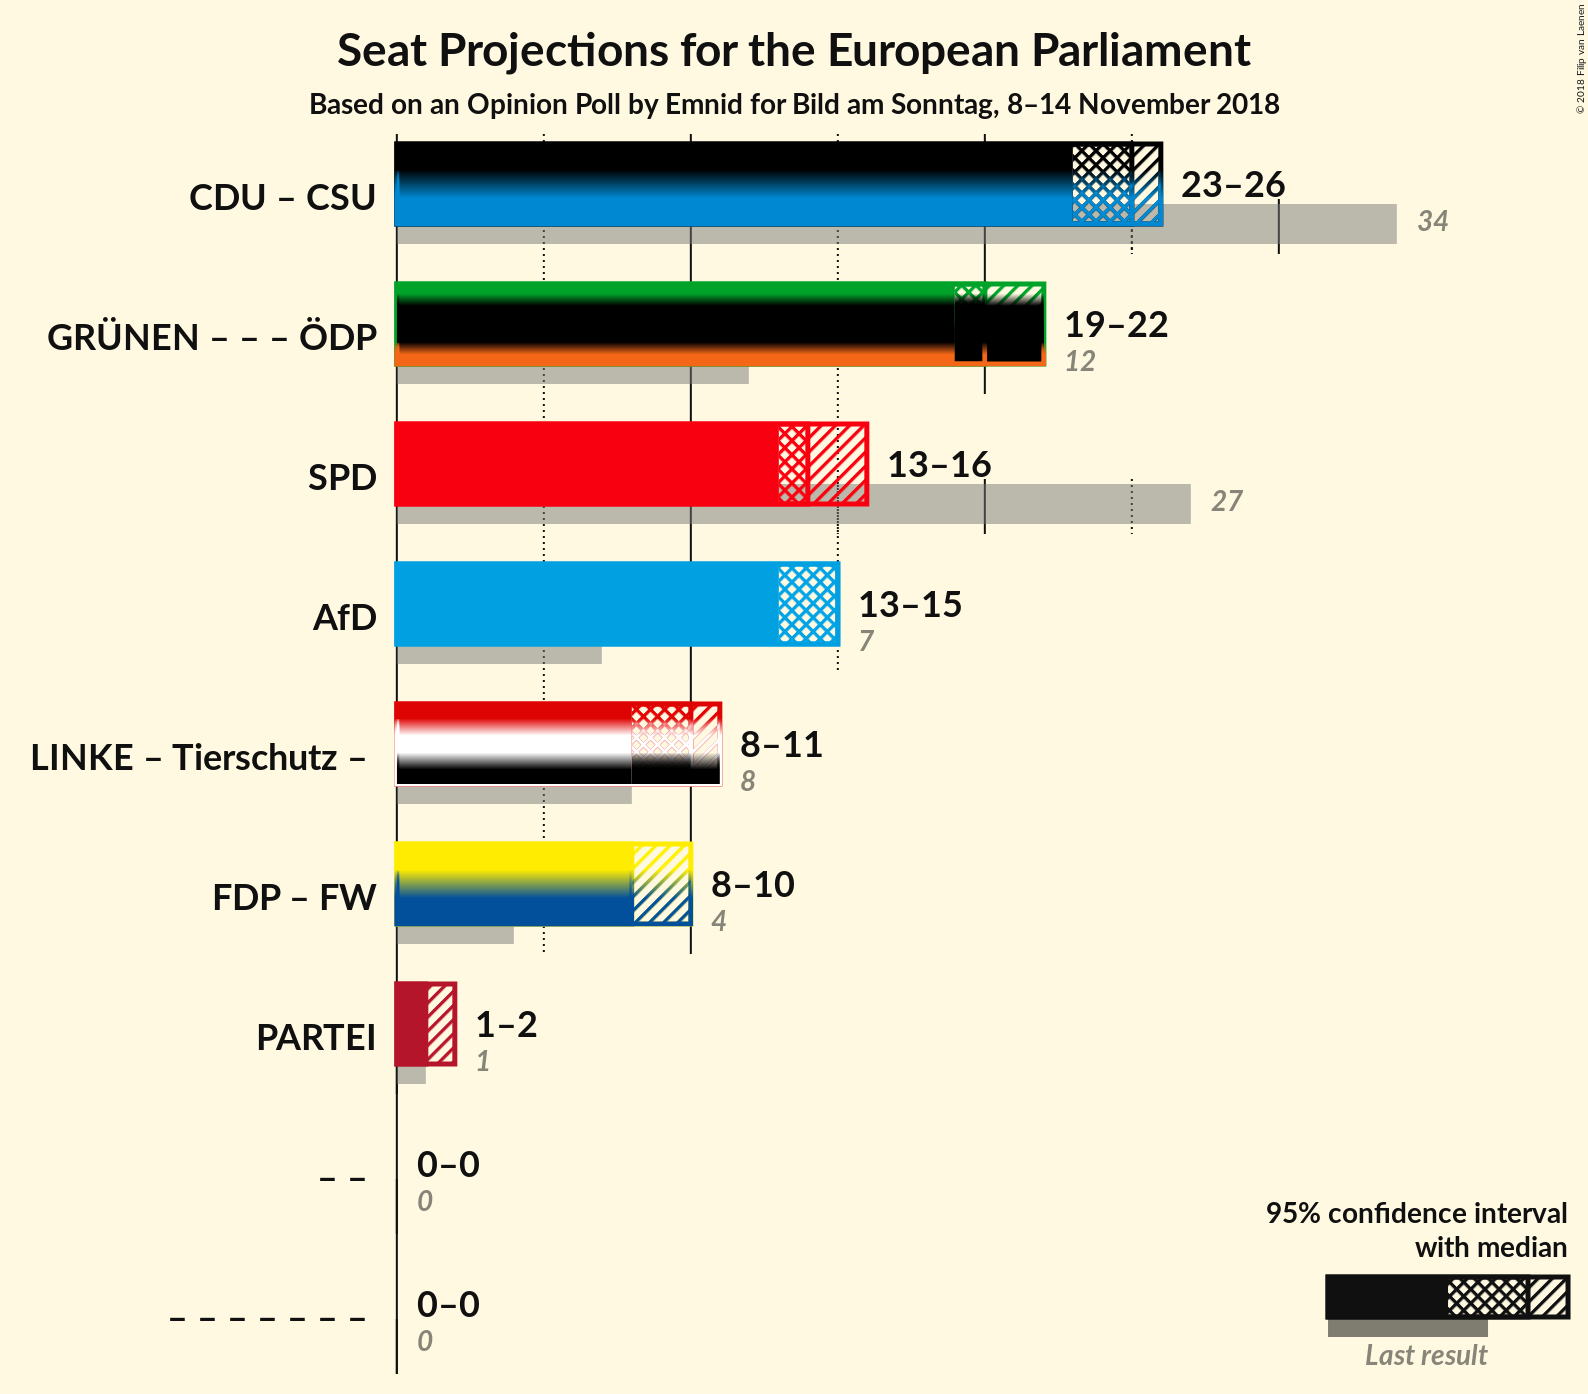 Seat Projections for the European Parliament
Based on an Opinion Poll by Emnid for Bild am Sonntag, 8–14 November 2018
© 2018 Filip van Laenen
CDU – CSU
23–26
34
GRÜNEN – – – ÖDP
19–22
12
SPD
13–16
27
AfD
13–15
7
LINKE – Tierschutz –
8–11
8
FDP – FW
8–10
4
PARTEI
1–2
1
– –
0–0
0
– – – – – – –
0–0
0
95% confidence interval
with median
Last result